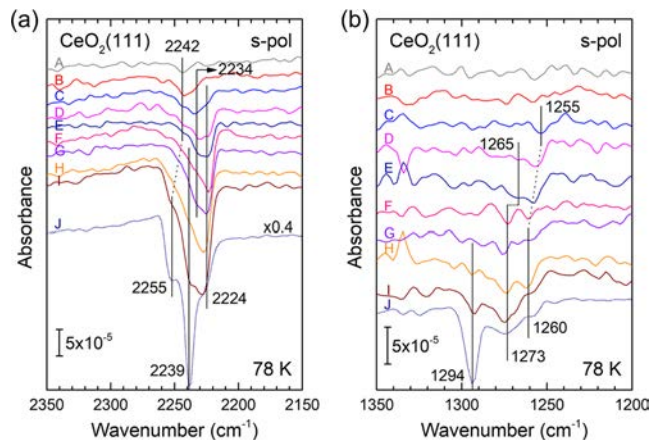 (a)
CeO2(111)
2242
s-pol
2234
A
B
C
D
E
F
G
H
I
J
x0.4
2255
2224
5x10-5
2239
78 K
Absorbance
2350
2300
2250
2200
2150
Wavenumber (cm-1)
(b)
CeO2(111)
s-pol
A
B
1255
C
D
1265
E
F
G
H
I
J
1260
5x10-5
1273
1294
78 K
Absorbance
1350
1300
1250
1200
Wavenumber (cm-1)